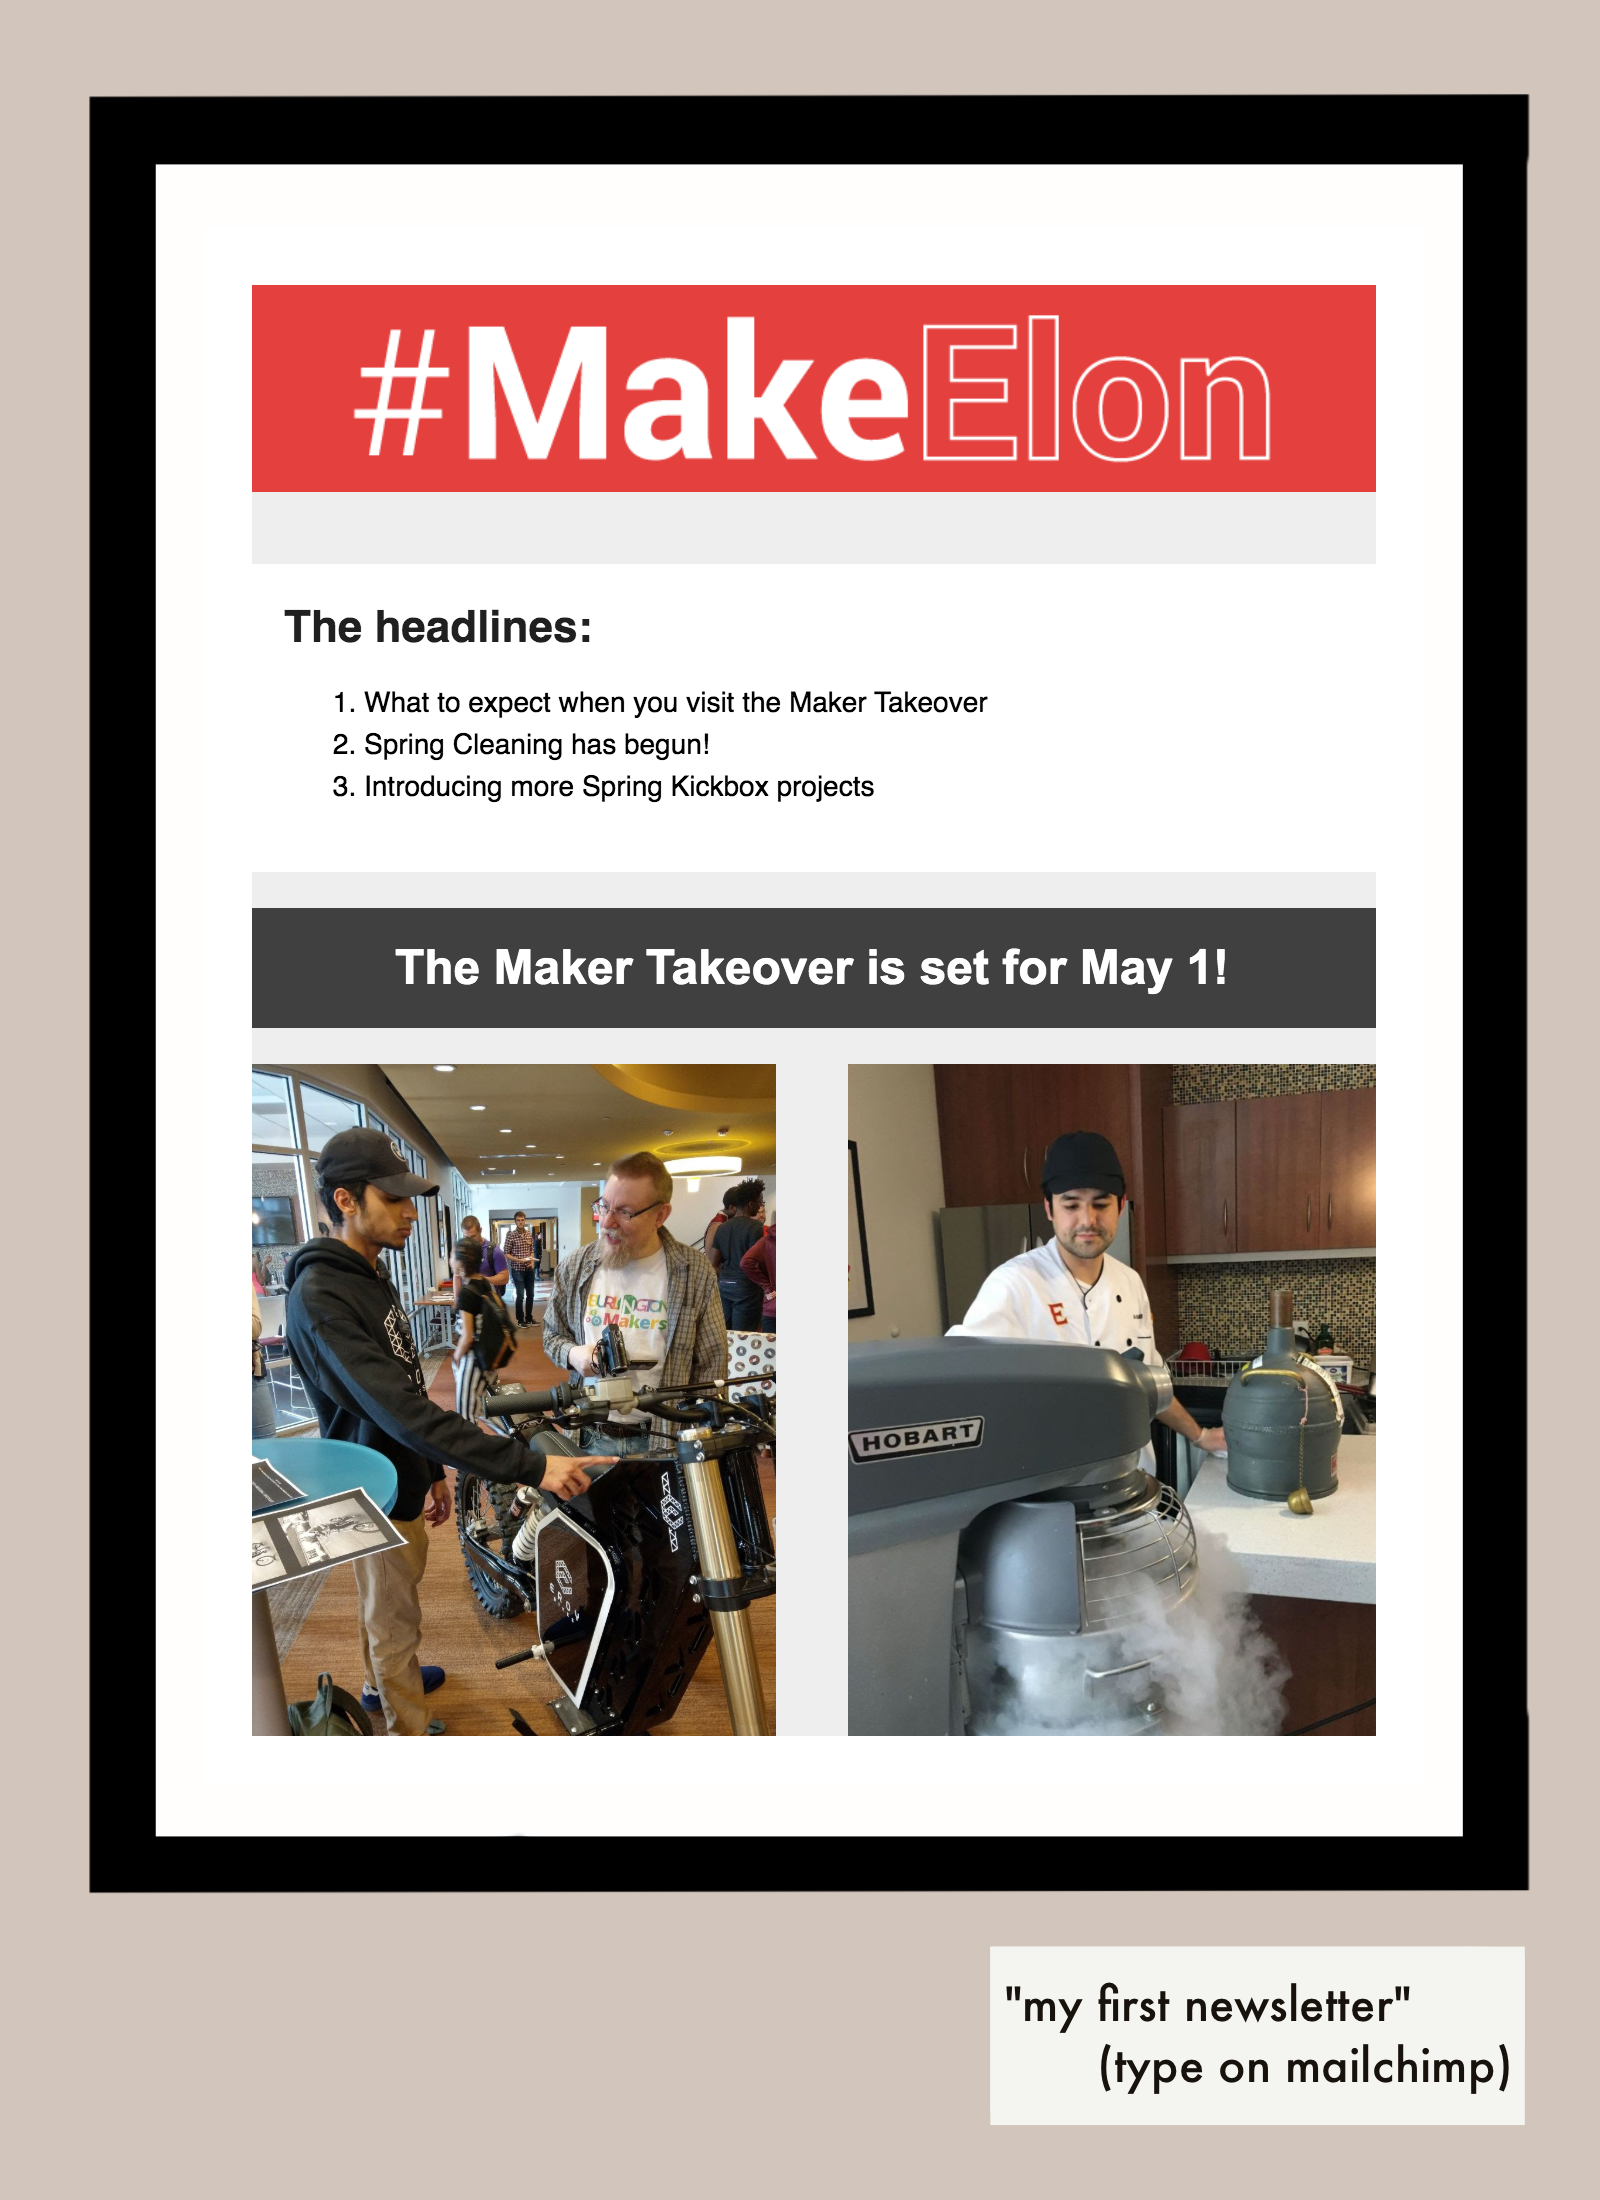 #MakeElon
The headlines:
1. What to expect when you visit the Maker Takeover
2. Spring Cleaning has begun!
3. Introducing more Spring Kickbox projects
The Maker Takeover is set for May 1!
BURLINGTON
Makers
E
HOBART
"my first newsletter"
(type on mailchimp)